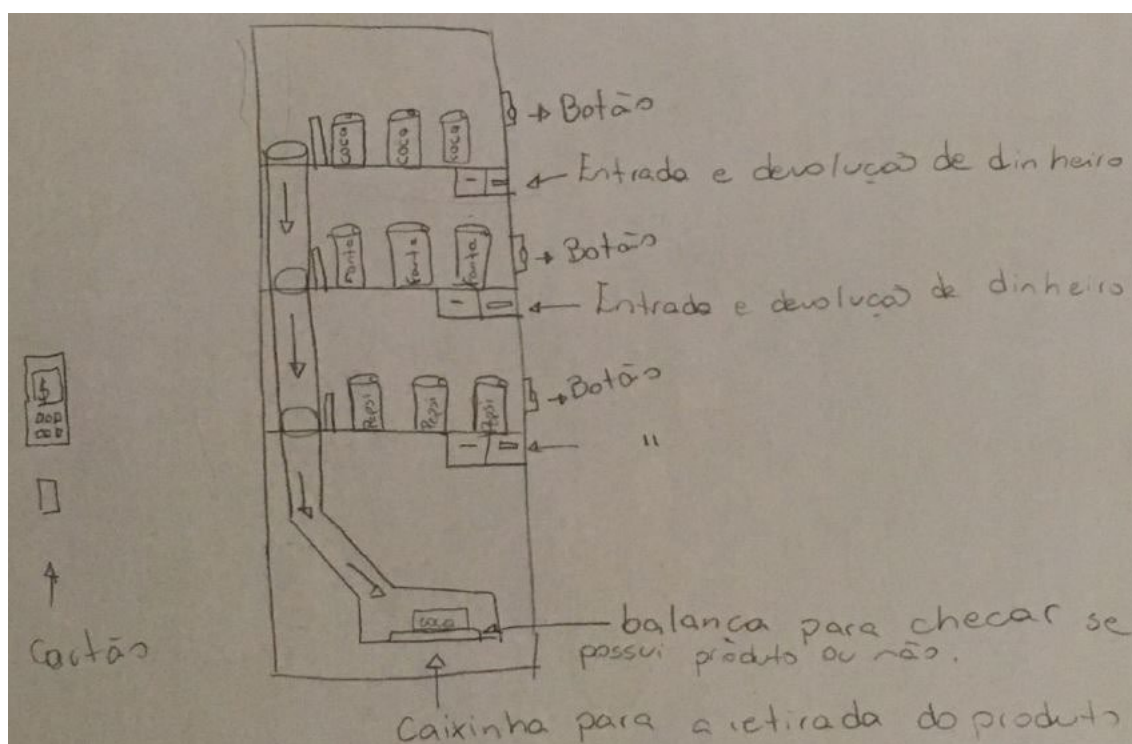 → Botão
coca coca coca
← Entrada e devolução de dinheiro
→ Botão
Fanta Fanta Fanta
← Entrada e devolução de dinheiro
→ Botão
Pepsi Pepsi Pepsi
$
← "
Cartão
coca
balança para checar se
possui produto ou não.
Caixinha para a retirada do produto